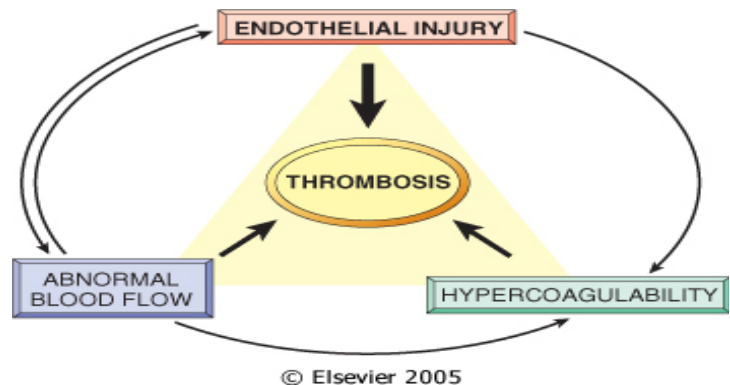 ENDOTHELIAL INJURY
THROMBOSIS
ABNORMAL
BLOOD FLOW
HYPERCOAGULABILITY
© Elsevier 2005